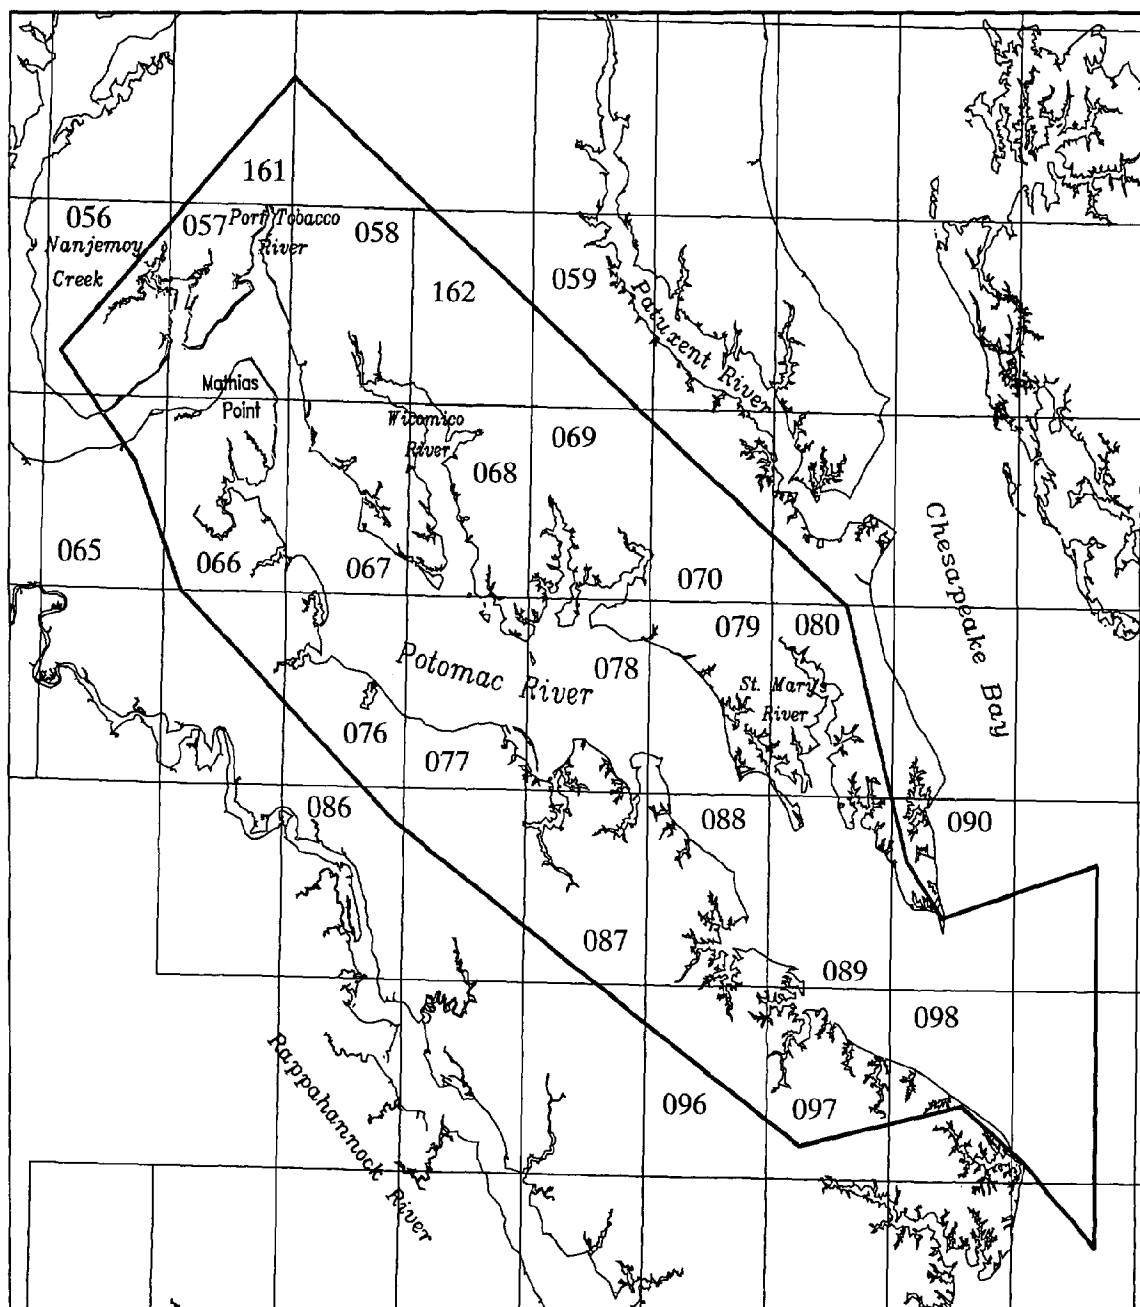 161
056
057
Port Tobacco
River
058
Nanjemoy
Creek
162
059
Patuxent River
Mathias
Point
Wicomico
River
069
068
065
066
067
070
Chesapeake Bay
079
080
Potomac River
078
St. Mary's
River
076
077
086
088
090
087
089
098
Rappahannock River
096
097